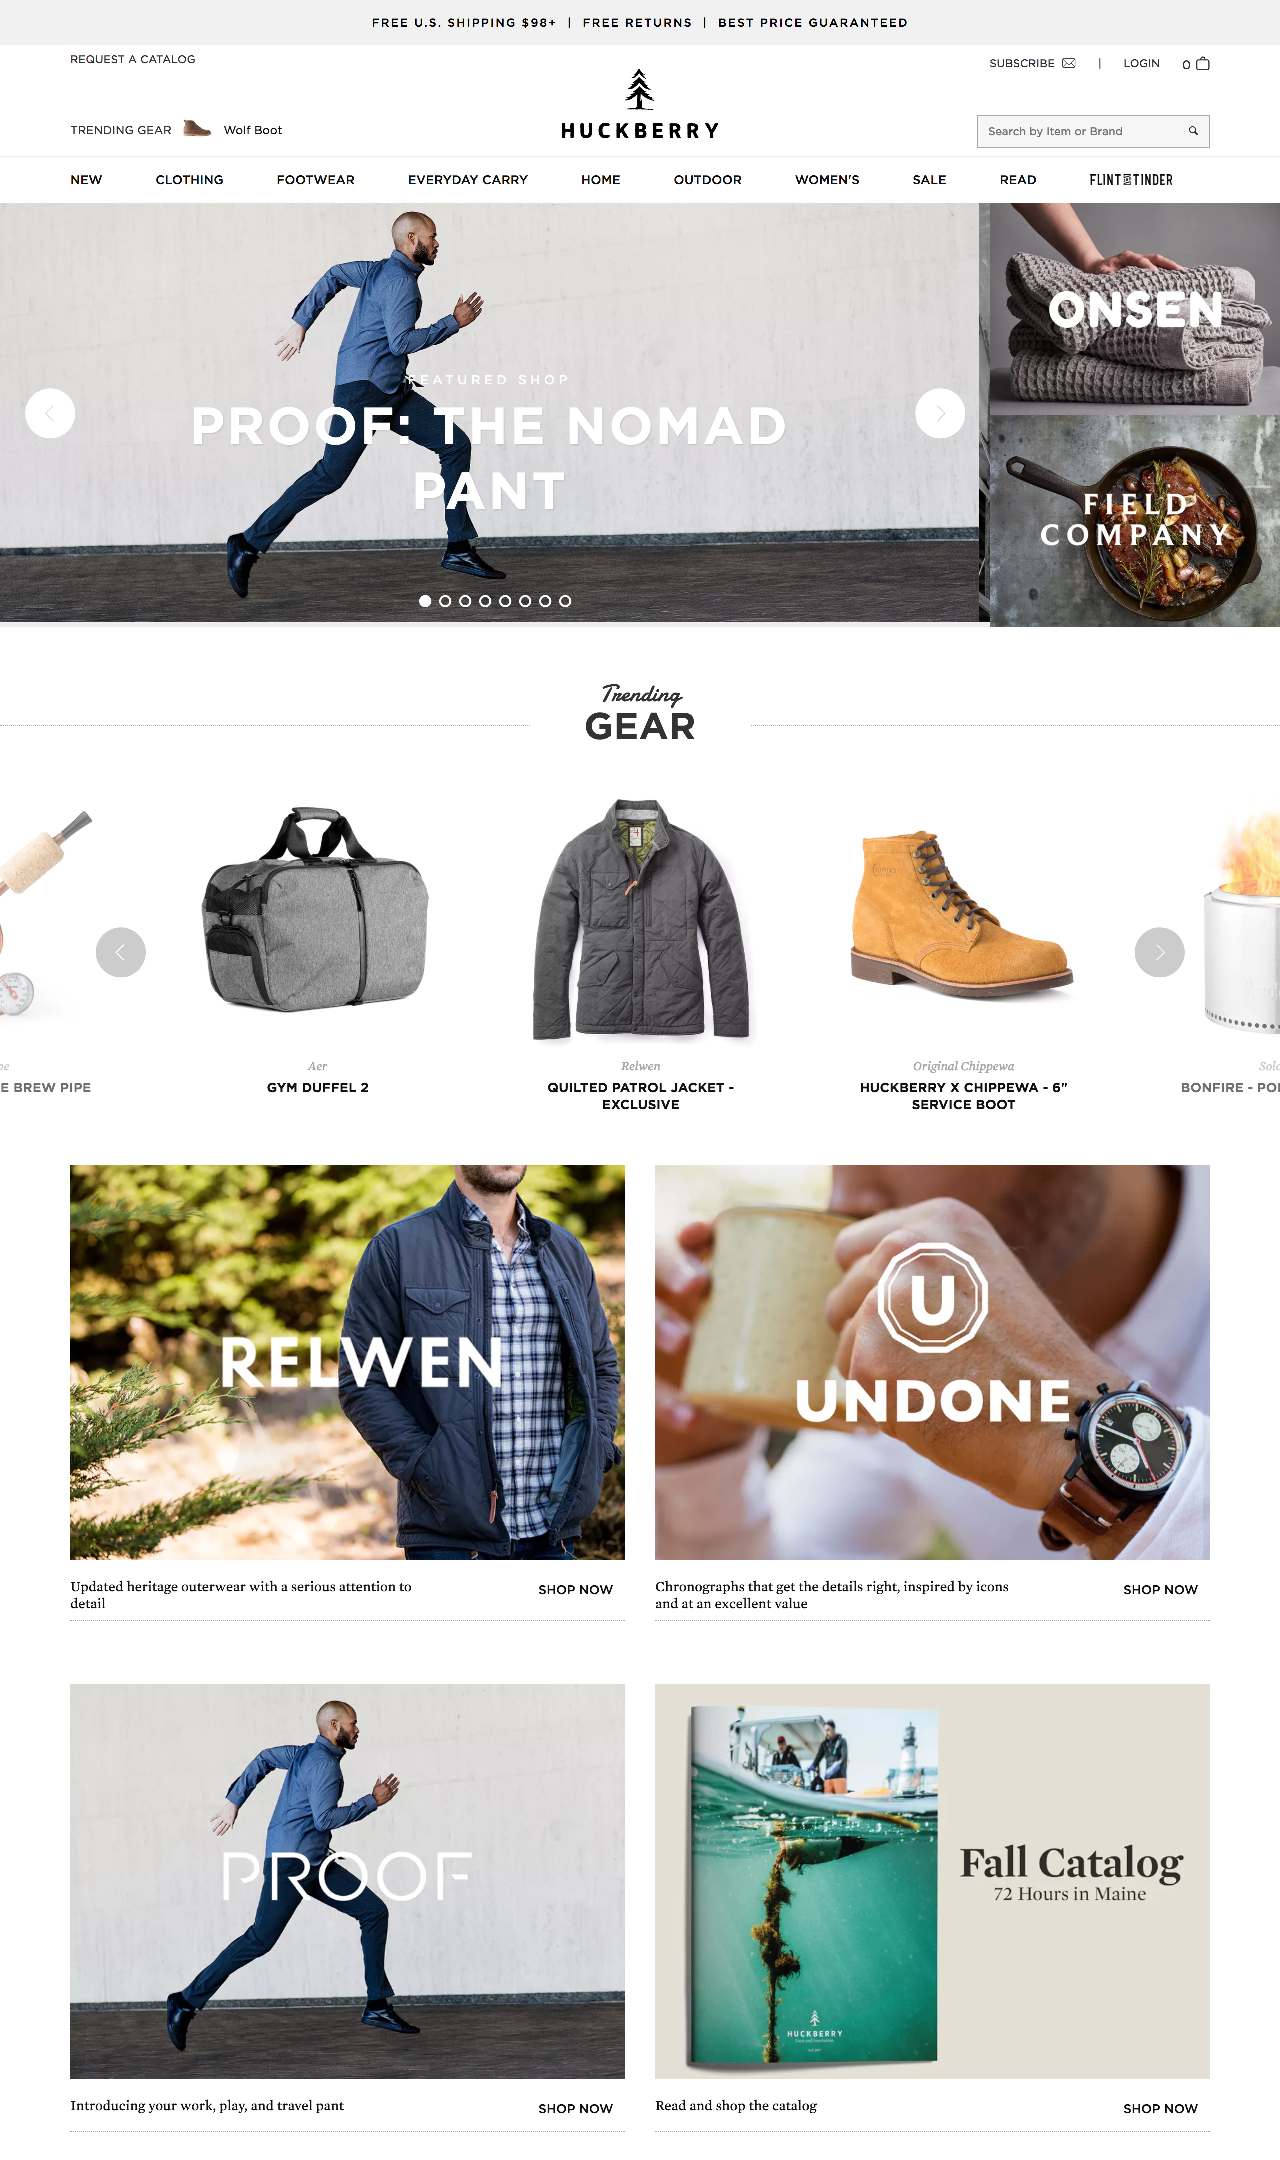 FREE U.S. SHIPPING $98+ | FREE RETURNS | BEST PRICE GUARANTEED
REQUEST A CATALOG
SUBSCRIBE | LOGIN 0
HUCKBERRY
TRENDING GEAR Wolf Boot
Search by Item or Brand
NEW CLOTHING FOOTWEAR EVERYDAY CARRY HOME OUTDOOR WOMEN'S SALE READ FLINT AND TINDER
FEATURED SHOP
PROOF: THE NOMAD
PANT
ONSEN
FIELD
COMPANY
Trending
GEAR
Aer
GYM DUFFEL 2
Relwen
QUILTED PATROL JACKET -
EXCLUSIVE
Original Chippewa
HUCKBERRY X CHIPPEWA - 6"
SERVICE BOOT
E BREW PIPE
BONFIRE - POR
RELWEN
U
UNDONE
Updated heritage outerwear with a serious attention to
detail
SHOP NOW
Chronographs that get the details right, inspired by icons
and at an excellent value
SHOP NOW
PROOF
Fall Catalog
72 Hours in Maine
HUCKBERRY
Introducing your work, play, and travel pant
SHOP NOW
Read and shop the catalog
SHOP NOW